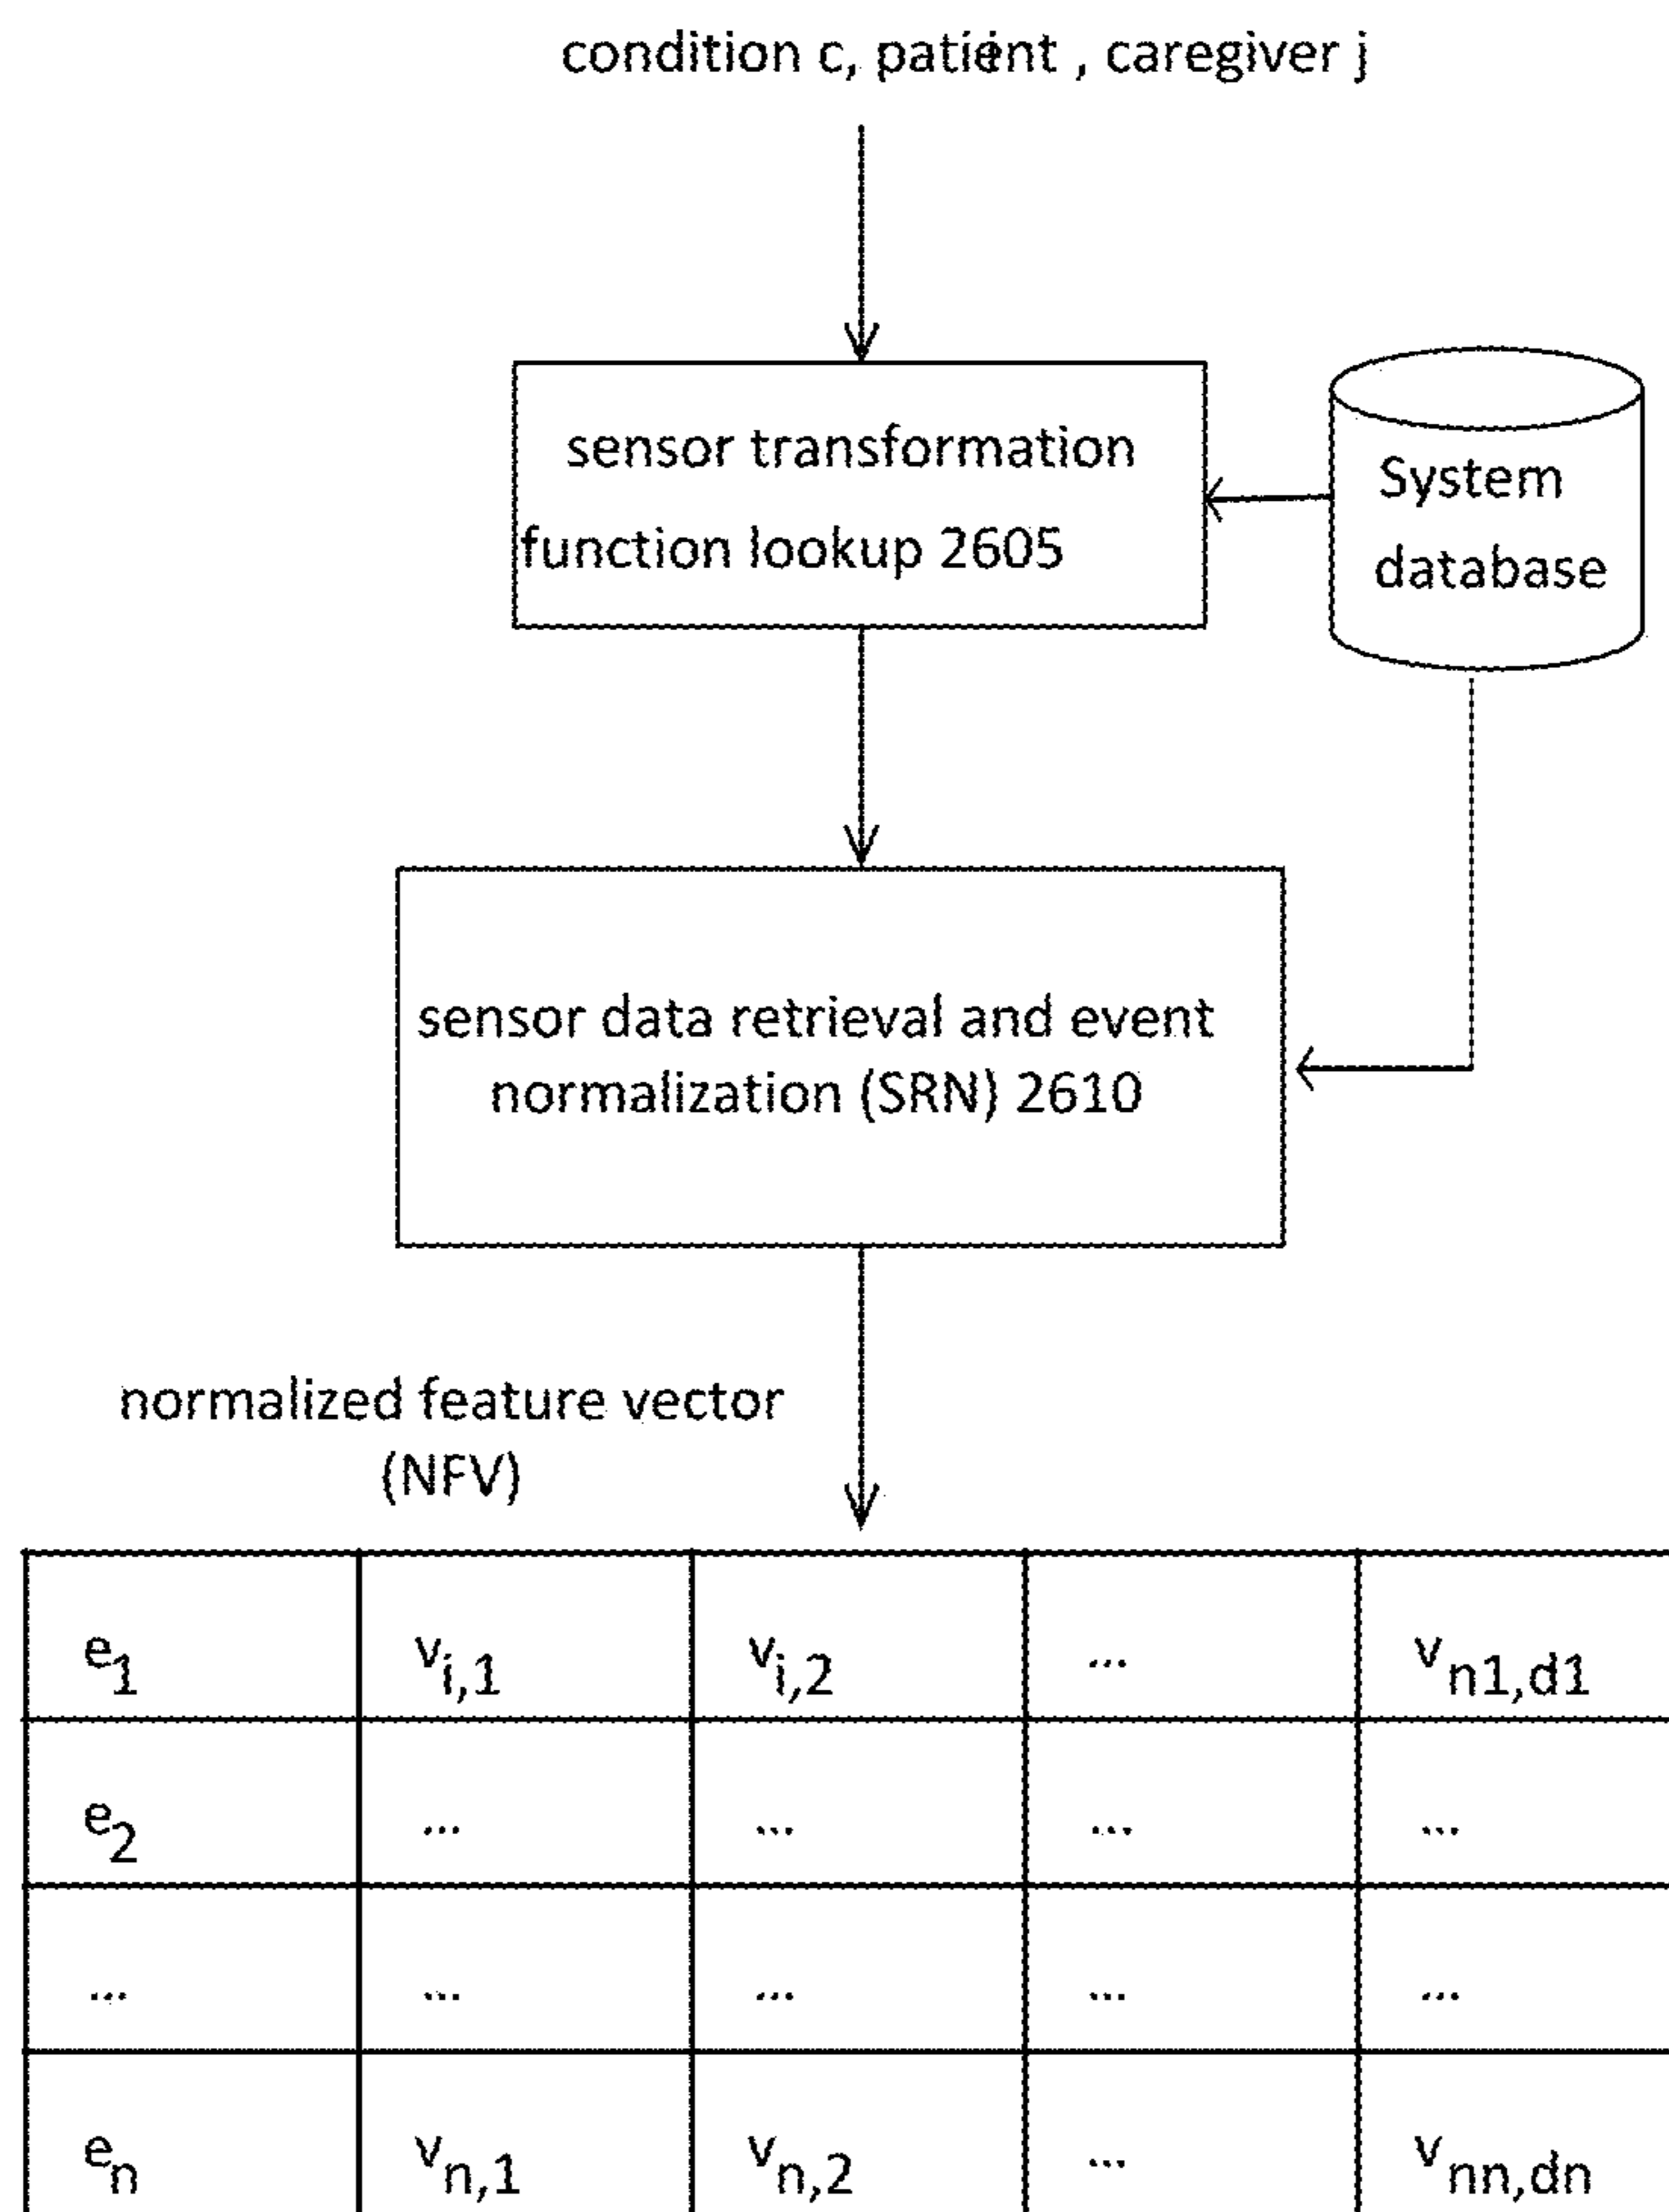 condition c, patient i, caregiver j
sensor transformation
function lookup 2605
System
database
sensor data retrieval and event
normalization (SRN) 2610
normalized feature vector
(NFV)
e1 vi,1 vi,2 ... vn1,d1
e2 ... ... ... ...
... ... ... ... ...
en vn,1 vn,2 ... vnn,dn